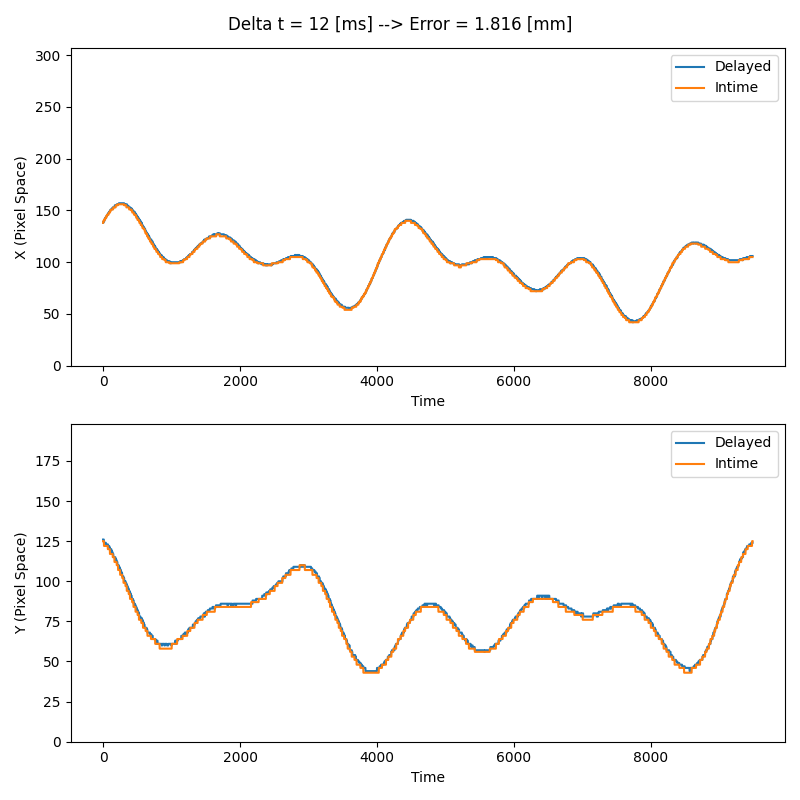 Delta t = 12 [ms] --> Error = 1.816 [mm]
300
250
200
150
100
50
0
X (Pixel Space)
Delayed
Intime
0 2000 4000 6000 8000
Time
175
150
125
100
75
50
25
0
Y (Pixel Space)
Delayed
Intime
0 2000 4000 6000 8000
Time